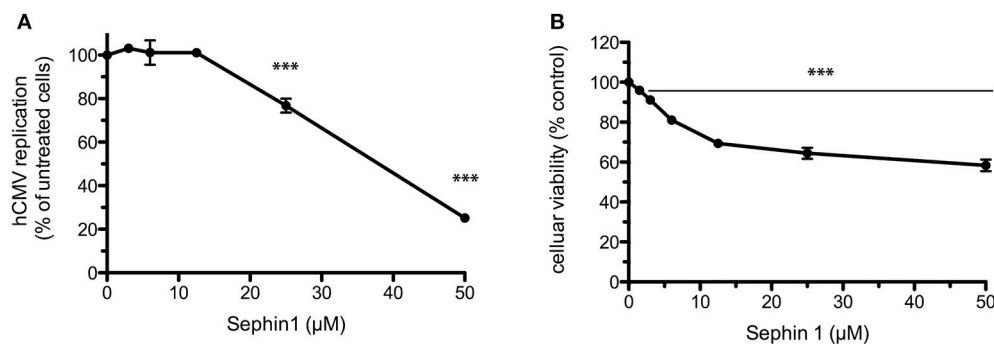 A
hCMV replication
(% of untreated cells)
100
80
60
40
20
0
***
***
0 10 20 30 40 50
Sephin1 (µM)
B
celluar viability (% control)
120
100
80
60
40
20
0
***
0 10 20 30 40 50
Sephin 1 (µM)